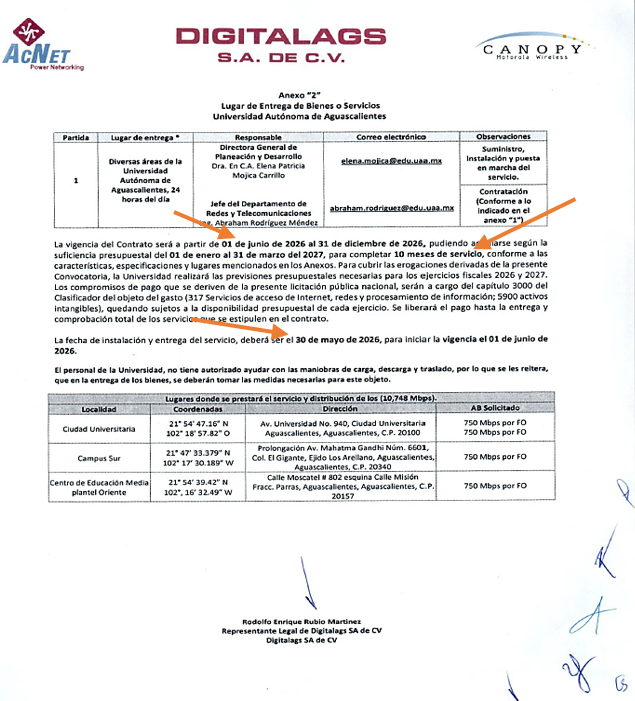 ACNET
Power Networking
DIGITALAGS
S.A. DE C.V.
CANOPY
Motorola Wireless
Anexo "2"
Lugar de Entrega de Bienes o Servicios
Universidad Autónoma de Aguascalientes
Partida
Lugar de entrega *
Responsable
Correo electrónico
Observaciones
1
Diversas áreas de la
Universidad
Autónoma de
Aguascalientes, 24
horas del día
Directora General de
Planeación y Desarrollo
Dra. En C.A. Elena Patricia
Mojica Carrillo
elena.mojica@edu.uaa.mx
Suministro,
instalación y puesta
en marcha del
servicio.
Jefe del Departamento de
Redes y Telecomunicaciones
Abraham Rodríguez Méndez
abraham.rodriguez@edu.uaa.mx
Contratación
(Conforme a lo
indicado en el
anexo "1")
La vigencia del Contrato será a partir de 01 de junio de 2026 al 31 de diciembre de 2026, pudiendo según la
suficiencia presupuestal del 01 de enero al 31 de marzo del 2027, para completar 10 meses de servicio, conforme a las
características, especificaciones y lugares mencionados en los Anexos. Para cubrir las erogaciones derivadas de la presente
Convocatoria, la Universidad realizará las previsiones presupuestales necesarias para los ejercicios fiscales 2026 y 2027.
Los compromisos de pago que se deriven de la presente licitación pública nacional, serán a cargo del capítulo 3000 del
Clasificador del objeto del gasto (317 Servicios de acceso de Internet, redes y procesamiento de información; 5900 activos
intangibles), quedando sujetos a la disponibilidad presupuestal de cada ejercicio. Se liberará el pago hasta la entrega y
comprobación total de los servicios que se estipulen en el contrato.
La fecha de instalación y entrega del servicio, deberá ser el 30 de mayo de 2026, para iniciar la vigencia el 01 de junio de
2026.
El personal de la Universidad, no tiene autorizado ayudar con las maniobras de carga, descarga y traslado, por lo que se les reitera,
que en la entrega de los bienes, se deberán tomar las medidas necesarias para este objeto.
Lugares donde se prestará el servicio y distribución de los (10,748 Mbps).
Localidad
Coordenadas
Dirección
AB Solicitado
Ciudad Universitaria
21° 54' 47.16" N
102° 18' 57.82" O
Av. Universidad No. 940, Ciudad Universitaria
Aguascalientes, Aguascalientes, C.P. 20100
750 Mbps por FO
750 Mbps por FO
Campus Sur
21° 47' 33.379" N
102° 17' 30.189" W
Prolongación Av. Mahatma Gandhi Núm. 6601,
Col. El Gigante, Ejido Los Arellano, Aguascalientes,
Aguascalientes, C.P. 20340
750 Mbps por FO
Centro de Educación Media
plantel Oriente
21° 54' 39.42" N
102°, 16' 32.49" W
Calle Moscatel # 802 esquina Calle Misión
Fracc. Parras, Aguascalientes, Aguascalientes, C.P.
20157
750 Mbps por FO
Rodolfo Enrique Rubio Martinez
Representante Legal de Digitalags SA de CV
Digitalags SA de CV